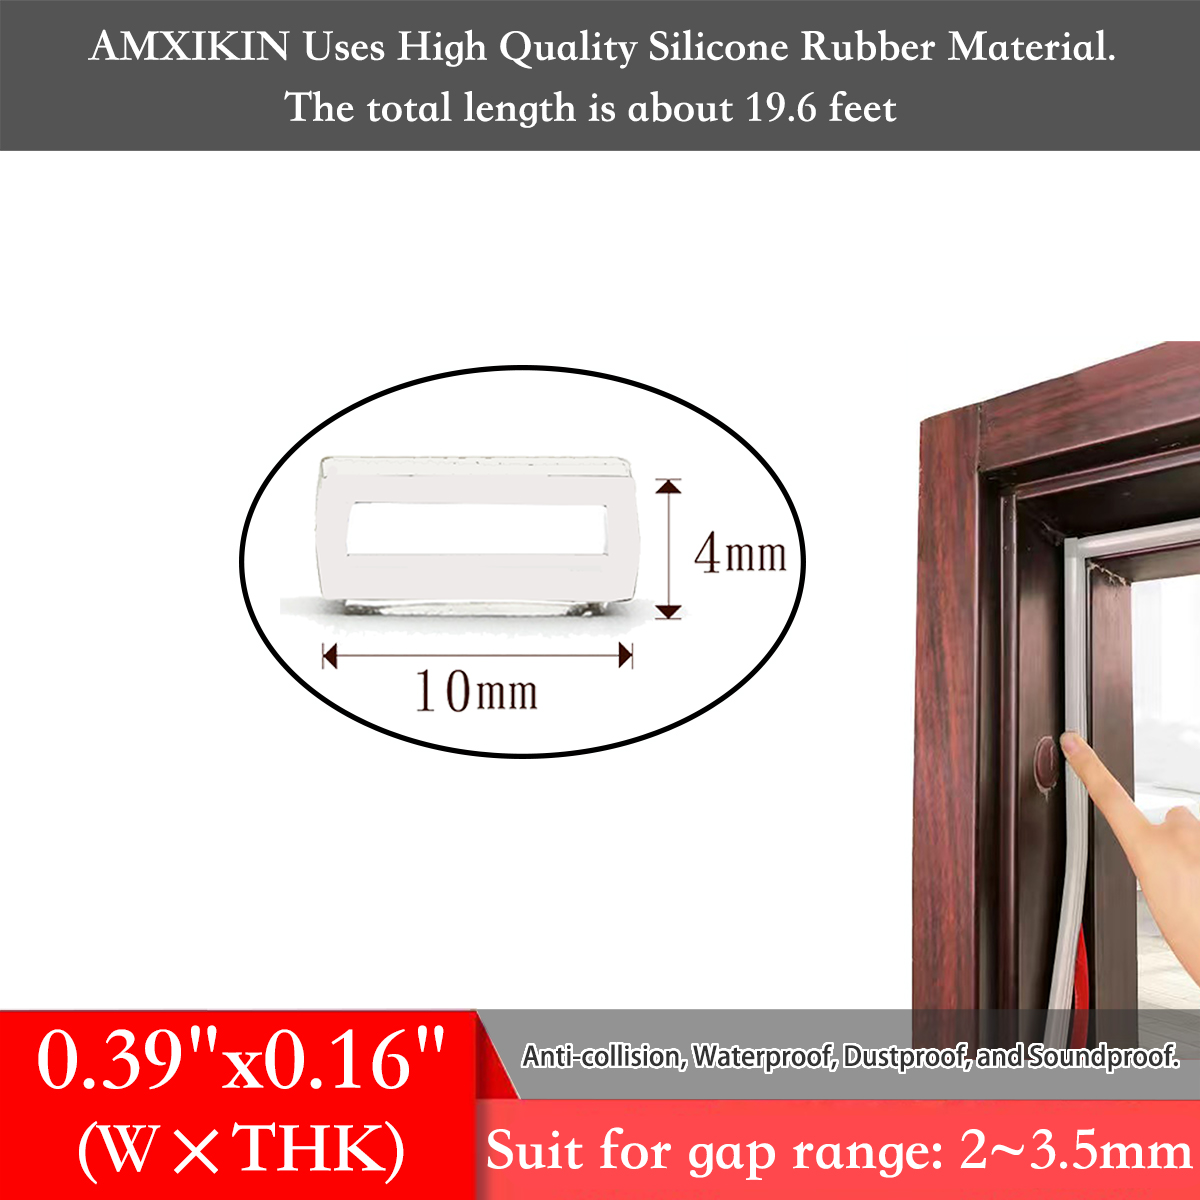 AMXIKIN Uses High Quality Silicone Rubber Material.
The total length is about 19.6 feet
4mm
10mm
0.39"x0.16"
(W×THK)
Anti-collision, Waterproof, Dustproof, and Soundproof.
Suit for gap range: 2~3.5mm